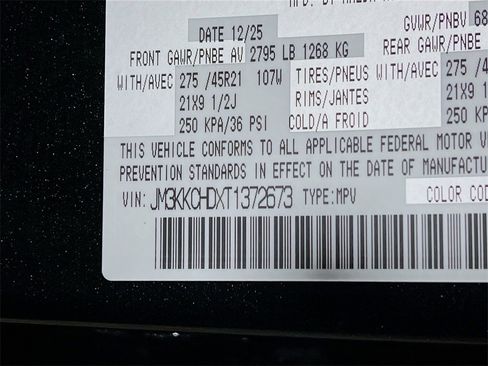 GVWR/PNBV 68
DATE 12/25
FRONT GAWR/PNBE AV 2795 LB 1268 KG REAR GAWR/PNBE
WITH/AVEC 275 /45R21 107W TIRES/PNEUS WITH/AVEC 275 /4
21X9 1/2J RIMS/JANTES 21X9
250 KPA/36 PSI COLD/A FROID 250 K
THIS VEHICLE CONFORMS TO ALL APPLICABLE FEDERAL MOTOR V
PREVENTION STANDARDS IN EFFECT ON THE DATE OF MANUFACTU
VIN: JM3KKCHDXT1372673 TYPE:MPV COLOR COD